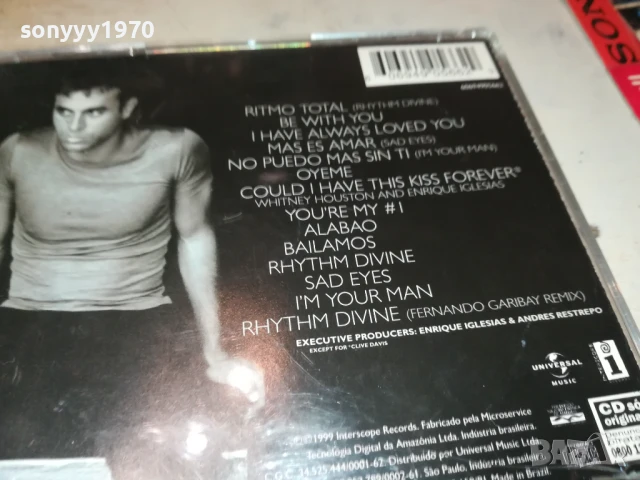 sonyyy1970
RITMO TOTAL (RHYTHM DIVINE)
BE WITH YOU
I HAVE ALWAYS LOVED YOU
MAS ES AMAR (SAD EYES)
NO PUEDO MAS SIN TI (I'M YOUR MAN)
OYEME
COULD I HAVE THIS KISS FOREVER*
WHITNEY HOUSTON AND ENRIQUE IGLESIAS
YOU'RE MY #1
ALABAO
BAILAMOS
RHYTHM DIVINE
SAD EYES
I'M YOUR MAN
RHYTHM DIVINE (FERNANDO GARIBAY REMIX)
EXECUTIVE PRODUCERS: ENRIQUE IGLESIAS & ANDRES RESTREPO
EXCEPT FOR *CLIVE DAVIS
UNIVERSAL
MUSIC
i
©1999 Interscope Records. Fabricado pela Microservice
Tecnologia Digital da Amazônia Ltda. Indústria brasileira.
Distribuído por Universal Music Ltda.
São Paulo. Indústria
in Brazil.
CD só
original